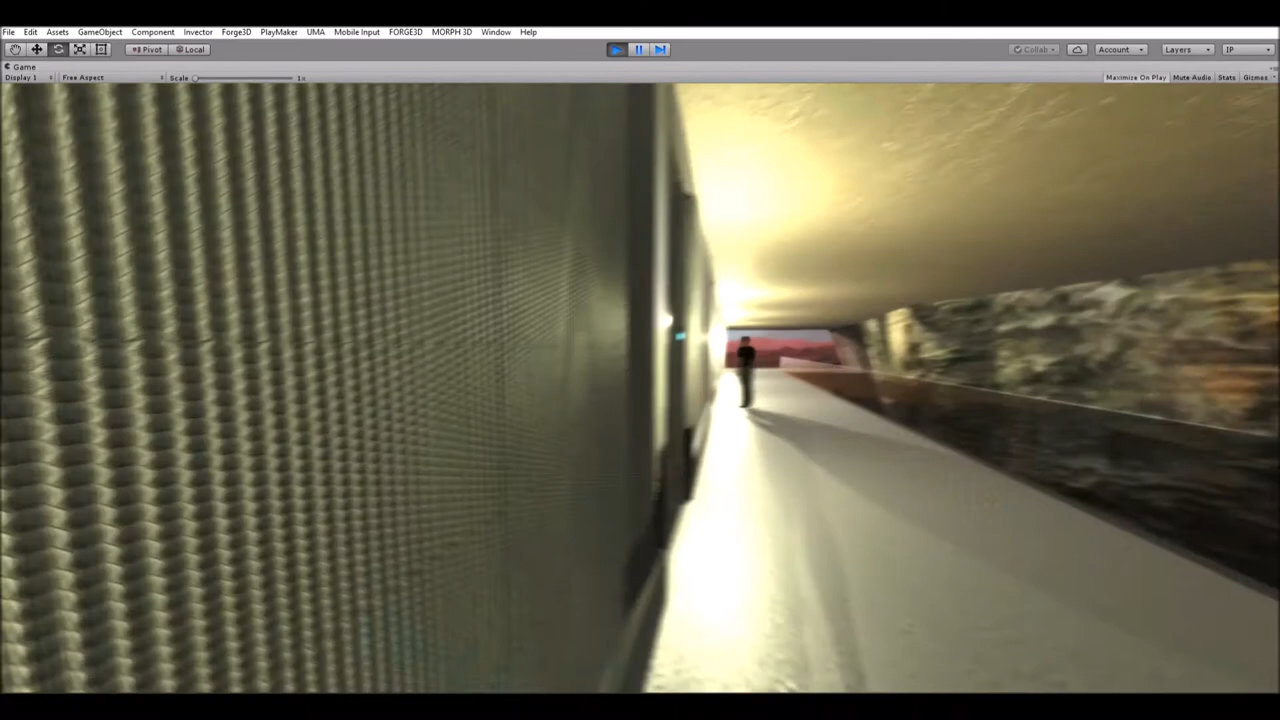 File Edit Assets GameObject Component Invector Forge3D PlayMaker UMA Mobile Input FORGE3D MORPH 3D Window Help
Pivot Local Collab Account Layers IP
Game
Display 1 Free Aspect Scale 1x Maximize On Play Mute Audio Stats Gizmos